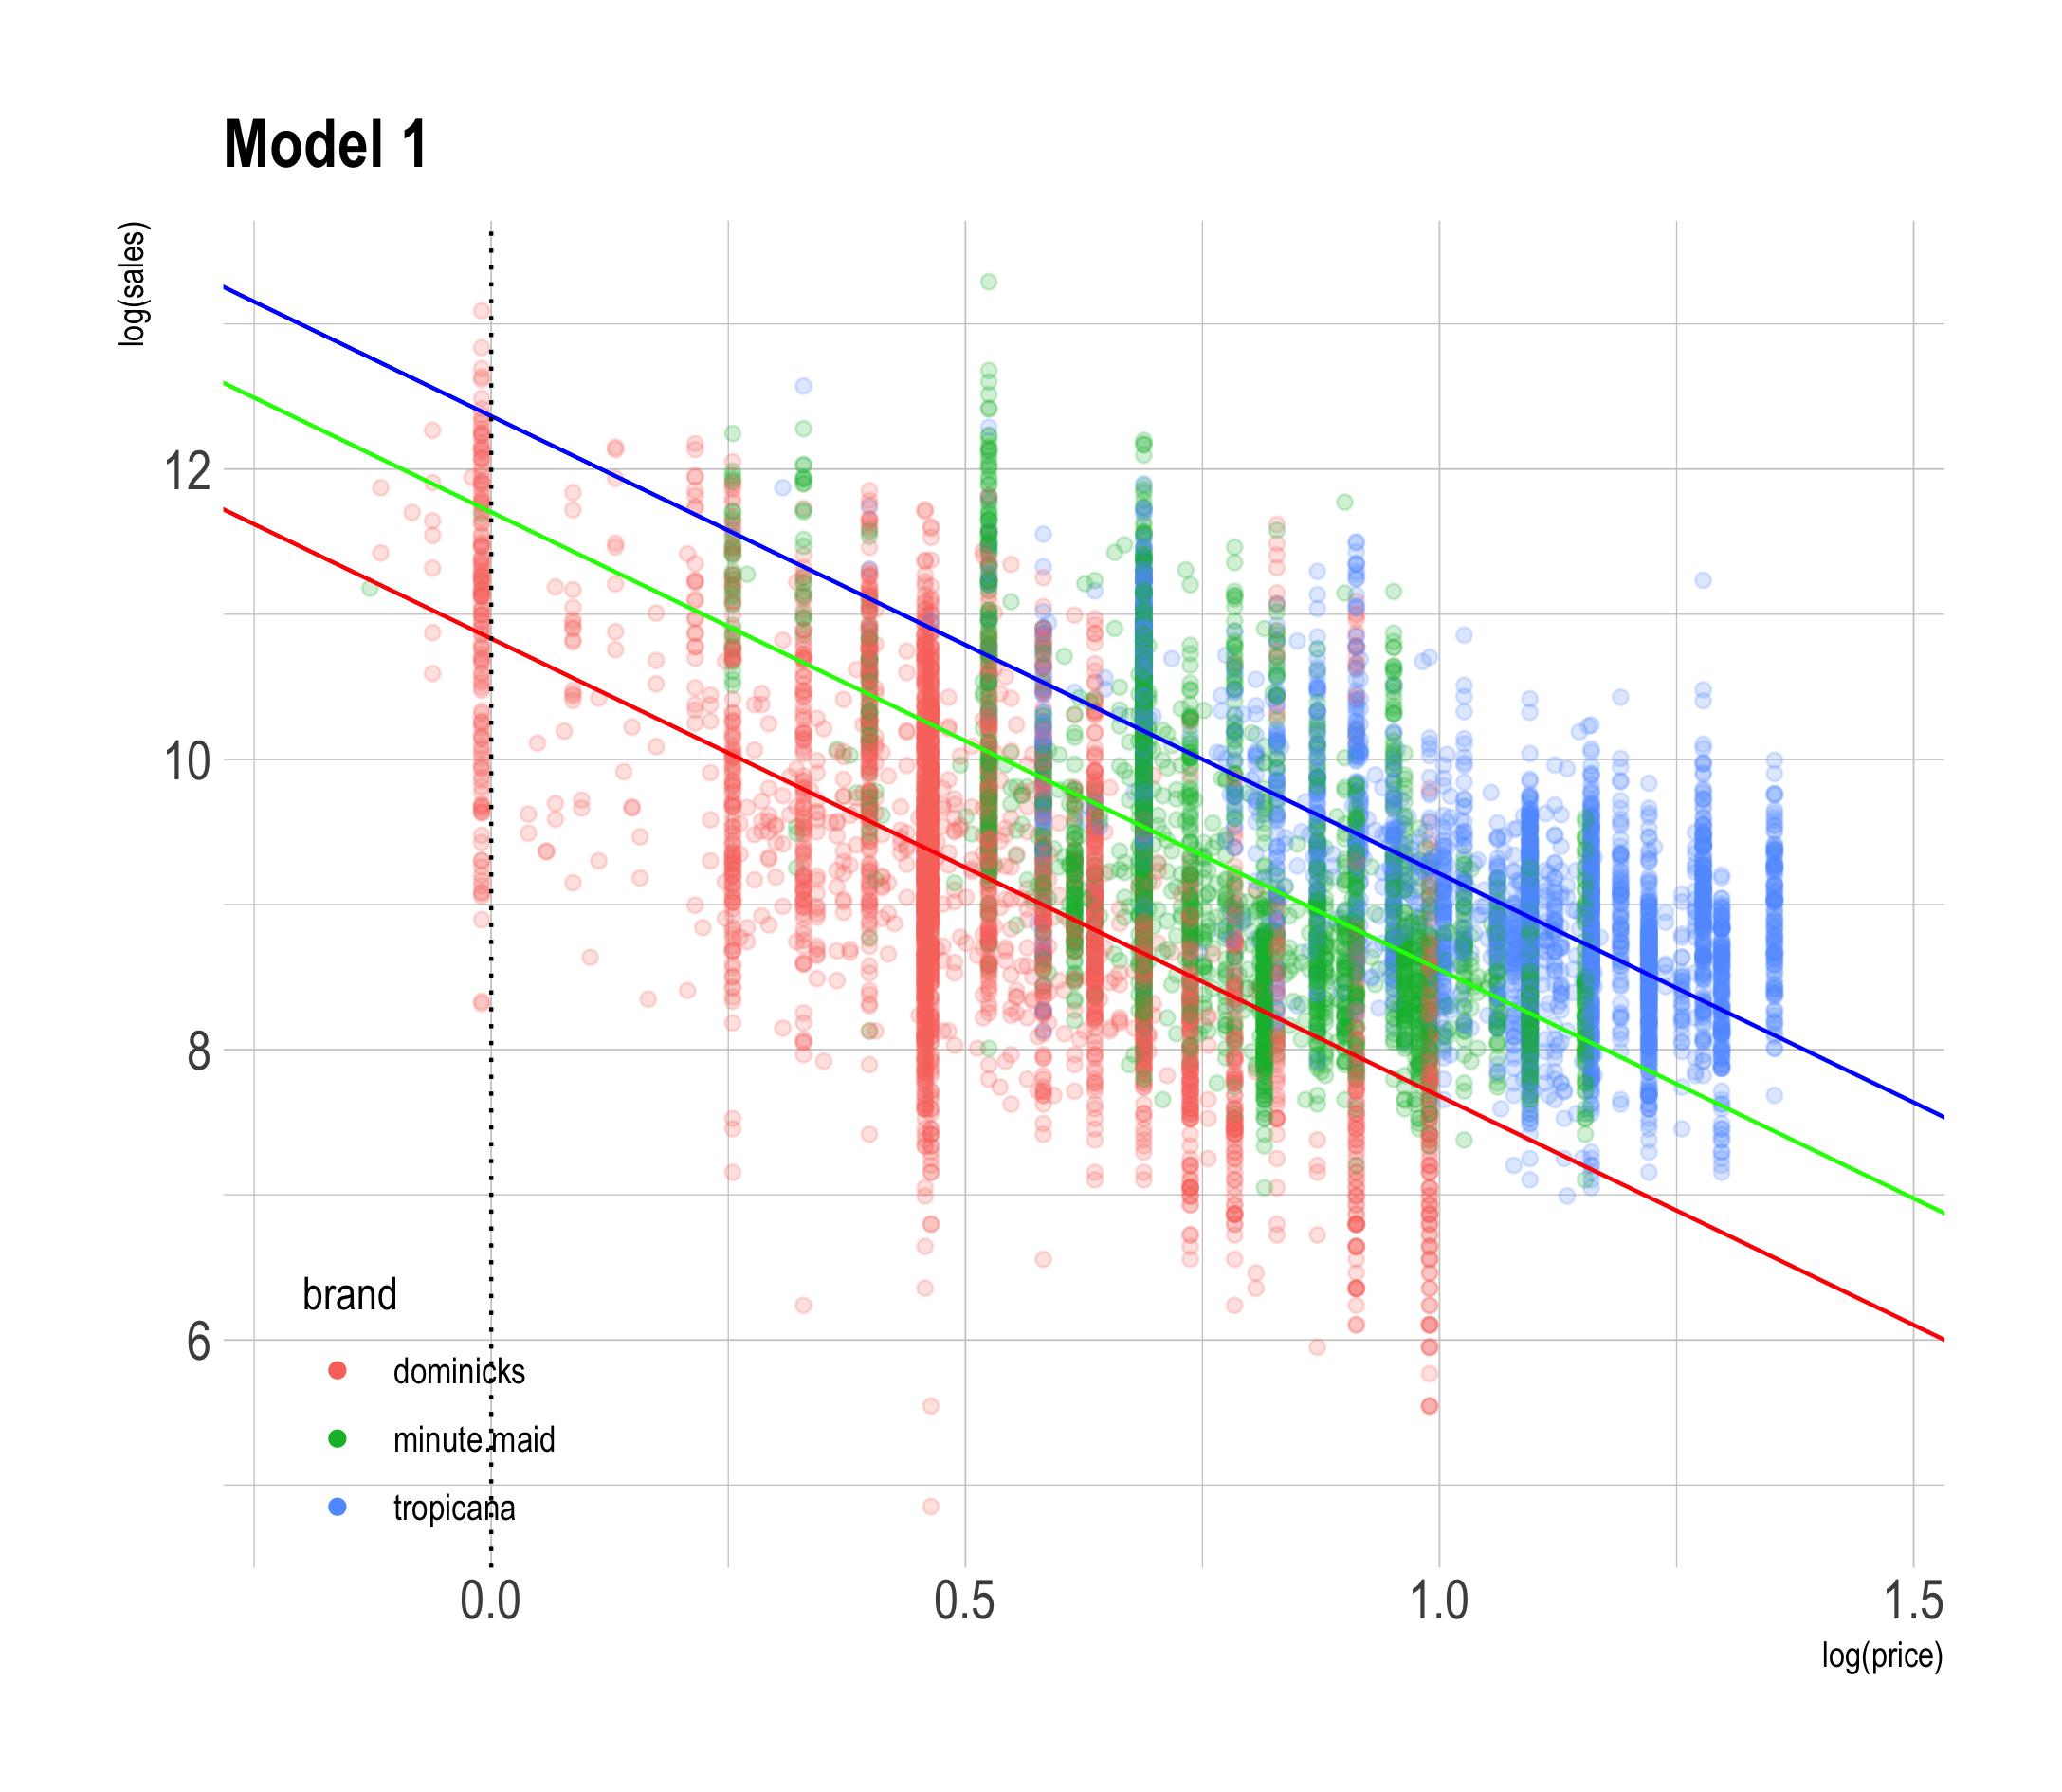 Model 1
log(sales)
12
10
8
6
brand
dominicks
minute.maid
tropicana
0.0
0.5
1.0
1.5
log(price)